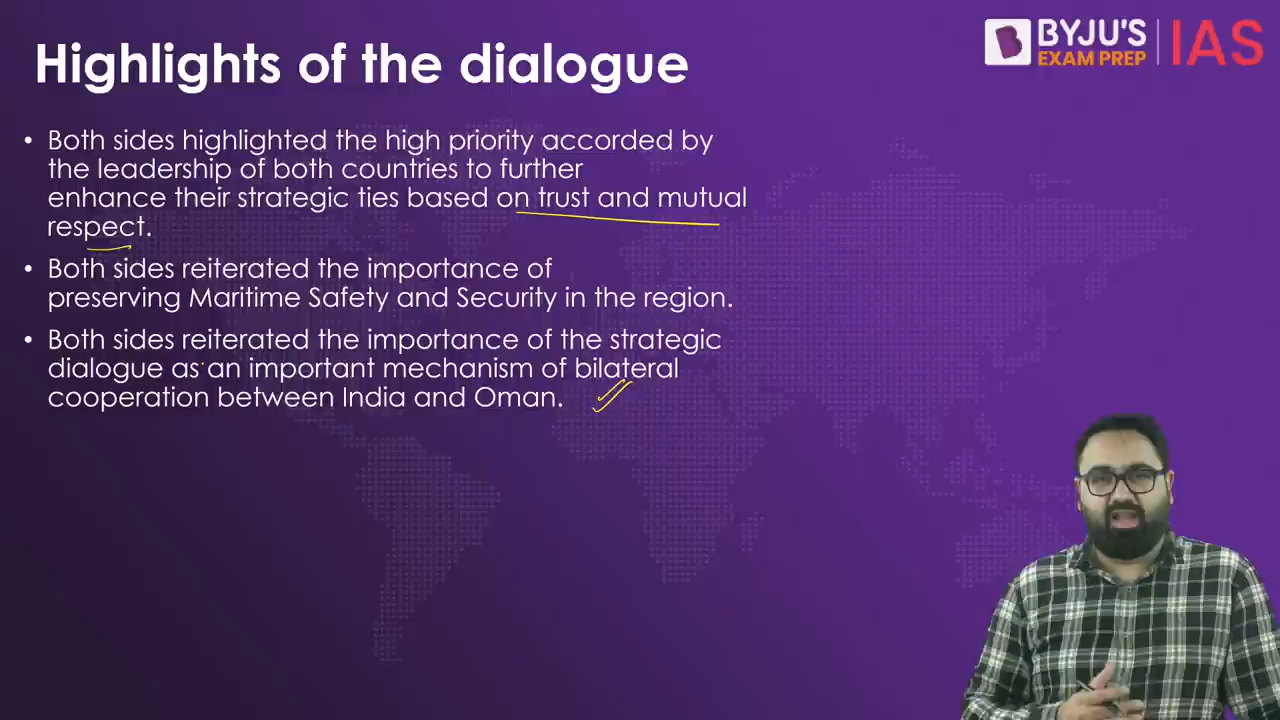 Highlights of the dialogue
BYJU'S
EXAM PREP
IAS
• Both sides highlighted the high priority accorded by
the leadership of both countries to further
enhance their strategic ties based on trust and mutual
respect.
• Both sides reiterated the importance of
preserving Maritime Safety and Security in the region.
• Both sides reiterated the importance of the strategic
dialogue as an important mechanism of bilateral
cooperation between India and Oman.